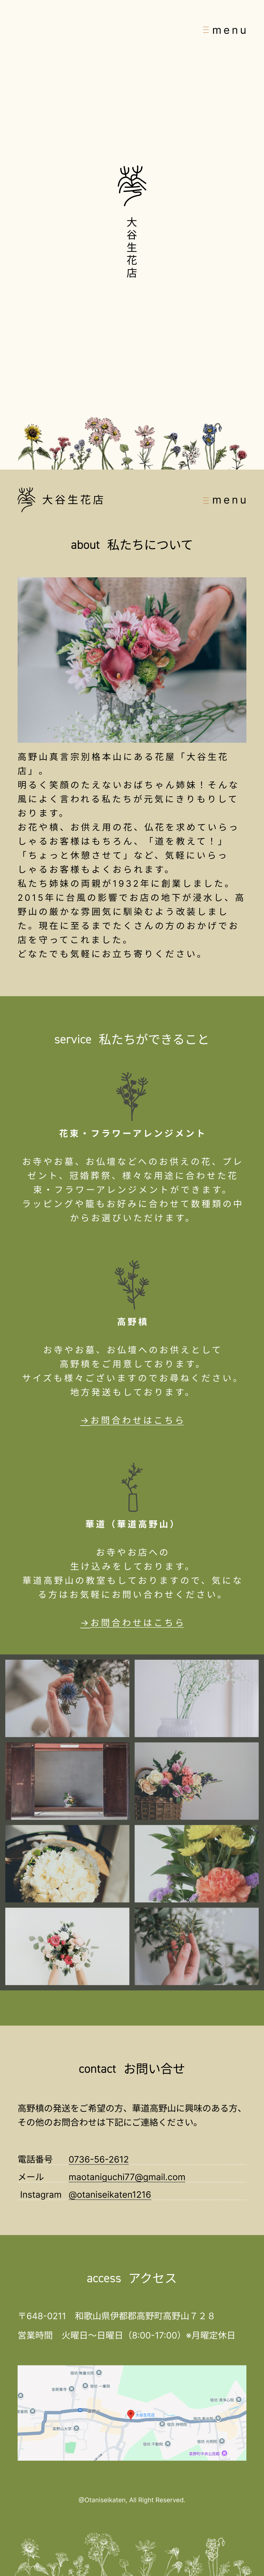 menu
大谷生花店
大谷生花店
menu
about 私たちについて
高野山真言宗別格本山にある花屋「大谷生花
店」。
明るく笑顔のたえないおばちゃん姉妹！そんな
風によく言われる私たちが元気にきりもりして
おります。
お花や槙、お供え用の花、仏花を求めていらっ
しゃるお客様はもちろん、「道を教えて！」
「ちょっと休憩させて」など、気軽にいらっ
しゃるお客様もよくおられます。
私たち姉妹の両親が1932年に創業しました。
2015年に台風の影響でお店の地下が浸水し、高
野山の厳かな雰囲気に馴染むよう改装しまし
た。現在に至るまでたくさんの方のおかげでお
店を守ってこれました。
どなたでも気軽にお立ち寄りください。
service 私たちができること
花束・フラワーアレンジメント
お寺やお墓、お仏壇などへのお供えの花、プレ
ゼント、冠婚葬祭、様々な用途に合わせた花
束・フラワーアレンジメントができます。
ラッピングや籠もお好みに合わせて数種類の中
からお選びいただけます。
高野槙
お寺やお墓、お仏壇へのお供えとして
高野槙をご用意しております。
サイズも様々ございますのでお尋ねください。
地方発送もしております。
→お問合わせはこちら
華道（華道高野山）
お寺やお店への
生け込みをしております。
華道高野山の教室もしておりますので、気にな
る方はお気軽にお問い合わせください。
→お問合わせはこちら
contact お問い合せ
高野槙の発送をご希望の方、華道高野山に興味のある方、
その他のお問合わせは下記にご連絡ください。
電話番号 0736-56-2612
メール maotaniguchi77@gmail.com
Instagram @otaniseikaten1216
access アクセス
〒648-0211 和歌山県伊都郡高野町高野山７２８
営業時間 火曜日〜日曜日（8:00-17:00）※月曜定休日
大谷生花店
@Otaniseikaten, All Right Reserved.